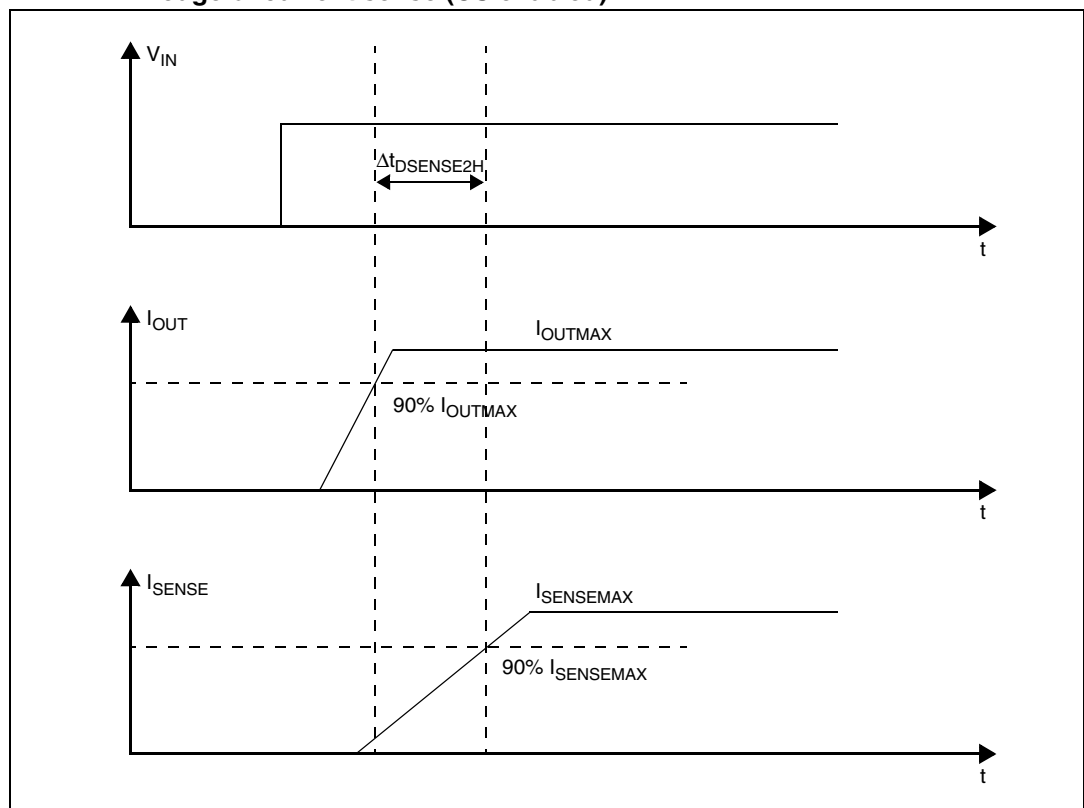 V_IN
Δt_DSENSE2H
t
I_OUT
I_OUTMAX
90% I_OUTMAX
t
I_SENSE
I_SENSEMAX
90% I_SENSEMAX
t